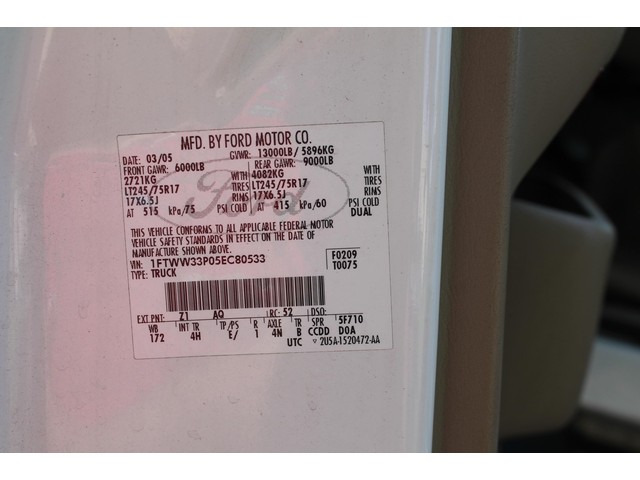 MFD. BY FORD MOTOR CO.
DATE: 03/05 GVWR: 13000LB/ 5896KG
FRONT GAWR: 6000LB REAR GAWR: 9000LB
2721KG WITH 4082KG WITH
LT245/75R17 TIRES LT245/75R17 TIRES
17X6.5J RIMS 17X6.5J RIMS
AT 515 kPa/75 PSI COLD AT 415 kPa/60 PSI COLD
DUAL
Ford
THIS VEHICLE CONFORMS TO ALL APPLICABLE FEDERAL MOTOR
VEHICLE SAFETY STANDARDS IN EFFECT ON THE DATE OF
MANUFACTURE SHOWN ABOVE.
VIN: 1FTWW33P05EC80533 F0209
TYPE: TRUCK T0075
EXT PNT: Z1 AQ RC: 52 DSO:
WB INT TR TP/PS R AXLE TR SPR 5F710
172 4H E/ 1 4N B CCDD D0A
UTC 2U5A-1520472-AA